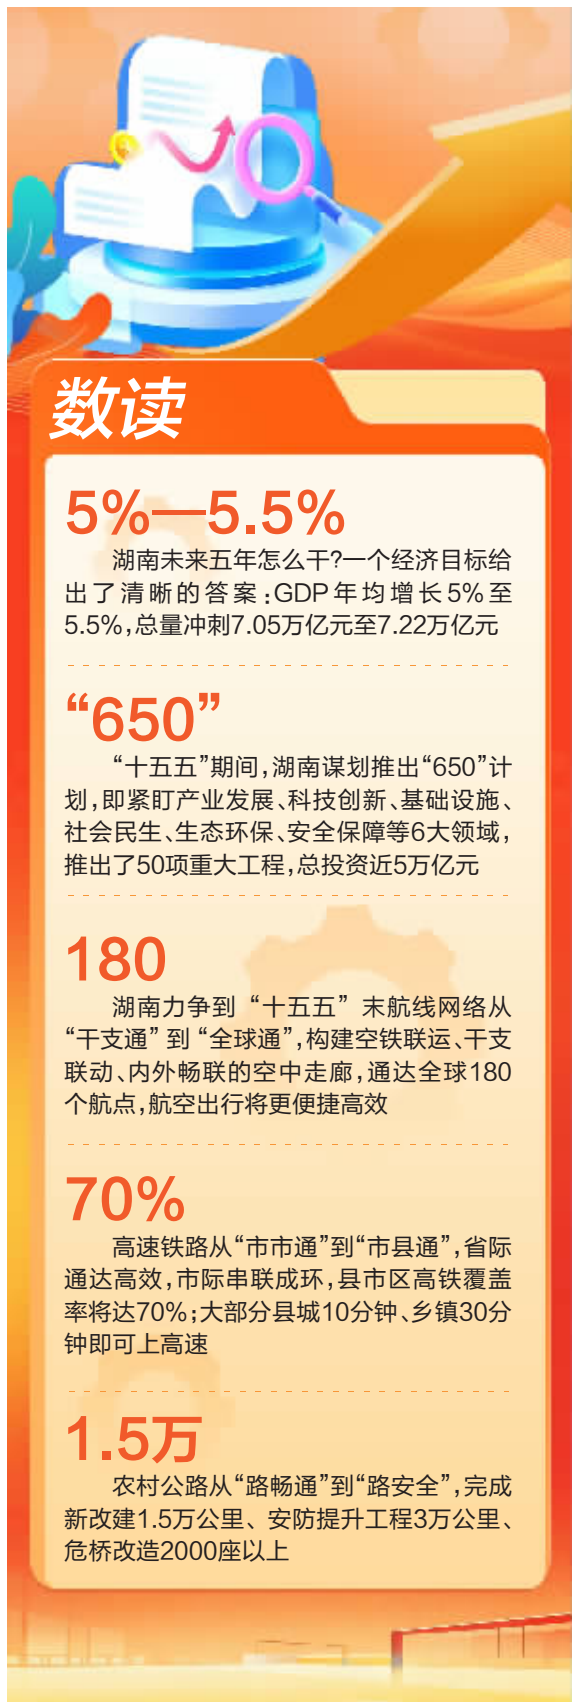 数读
5%—5.5%
湖南未来五年怎么干?一个经济目标给
出了清晰的答案:GDP年均增长5%至
5.5%,总量冲刺7.05万亿元至7.22万亿元
“650”
“十五五”期间,湖南谋划推出“650”计
划,即紧盯产业发展、科技创新、基础设施、
社会民生、生态环保、安全保障等6大领域,
推出了50项重大工程,总投资近5万亿元
180
湖南力争到“十五五”末航线网络从
“干支通”到“全球通”,构建空铁联运、干支
联动、内外畅联的空中走廊,通达全球180
个航点,航空出行将更便捷高效
70%
高速铁路从“市市通”到“市县通”,省际
通达高效,市际串联成环,县市区高铁覆盖
率将达70%;大部分县城10分钟、乡镇30分
钟即可上高速
1.5万
农村公路从“路畅通”到“路安全”,完成
新改建1.5万公里、安防提升工程3万公里、
危桥改造2000座以上